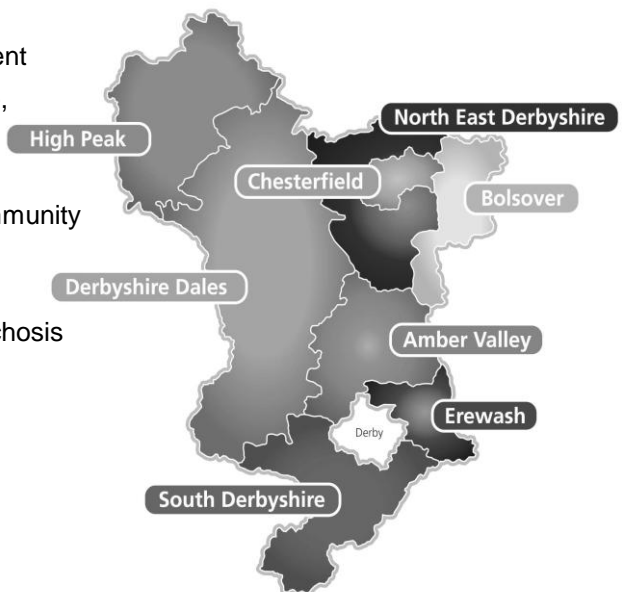 ent
,
munity
chosis
North East Derbyshire
High Peak
Chesterfield
Bolsover
Derbyshire Dales
Amber Valley
Erewash
Derby
South Derbyshire